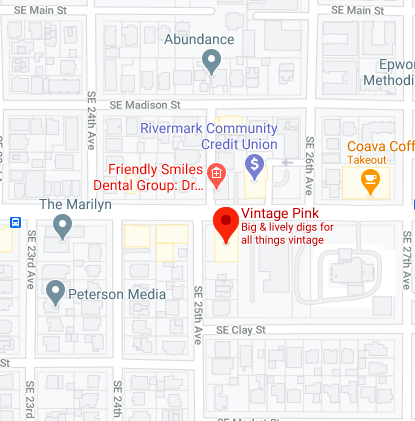 SE Main St
SE Main St
Abundance
Epwor
Methodi
SE Madison St
SE 24th Ave
Rivermark Community
Credit Union
SE 26th Ave
Coava Coff
Takeout
Friendly Smiles
Dental Group: Dr...
The Marilyn
Vintage Pink
Big & lively digs for
all things vintage
SE 23rd Ave
SE 27th Ave
Peterson Media
SE 25th Ave
SE Clay St
St
SE 23rd
SE 24th